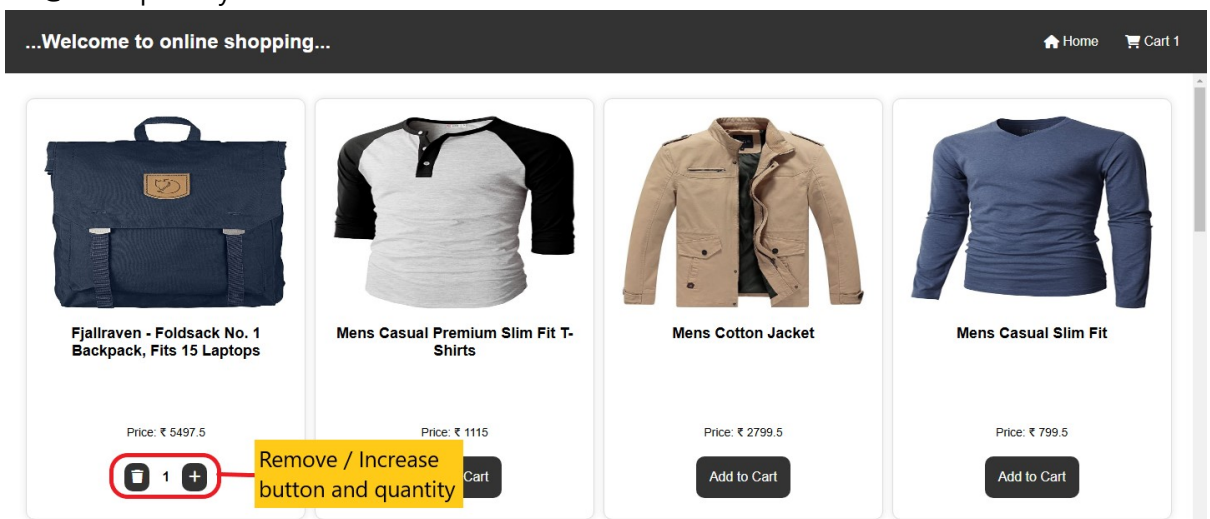 ...Welcome to online shopping...
Home
Cart 1
Fjallraven - Foldsack No. 1
Backpack, Fits 15 Laptops
Mens Casual Premium Slim Fit T-
Shirts
Mens Cotton Jacket
Mens Casual Slim Fit
Price: ₹ 5497.5
Price: ₹ 1115
Price: ₹ 2799.5
Price: ₹ 799.5
1
Remove / Increase
button and quantity
Cart
Add to Cart
Add to Cart